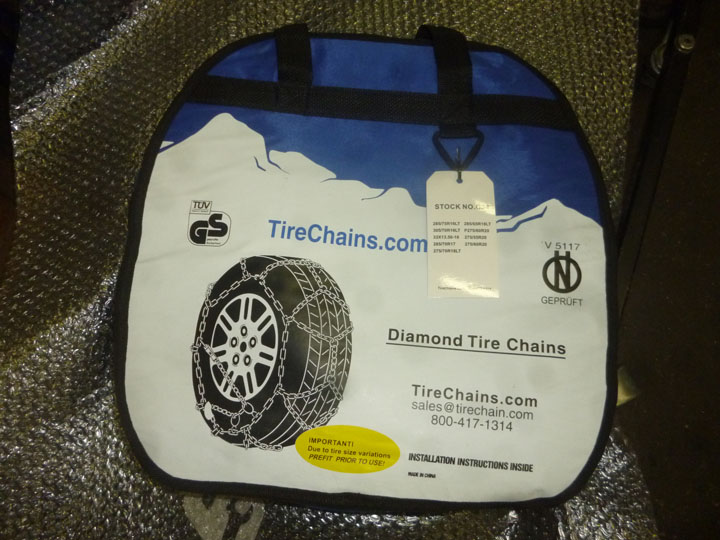 TÜV
GS
TireChains.com
STOCK NO.
V 5117
GEPRÜFT
Diamond Tire Chains
TireChains.com
sales@tirechain.com
800-417-1314
IMPORTANT!
Due to tire size variations
PREFIT PRIOR TO USE!
INSTALLATION INSTRUCTIONS INSIDE
MADE IN CHINA